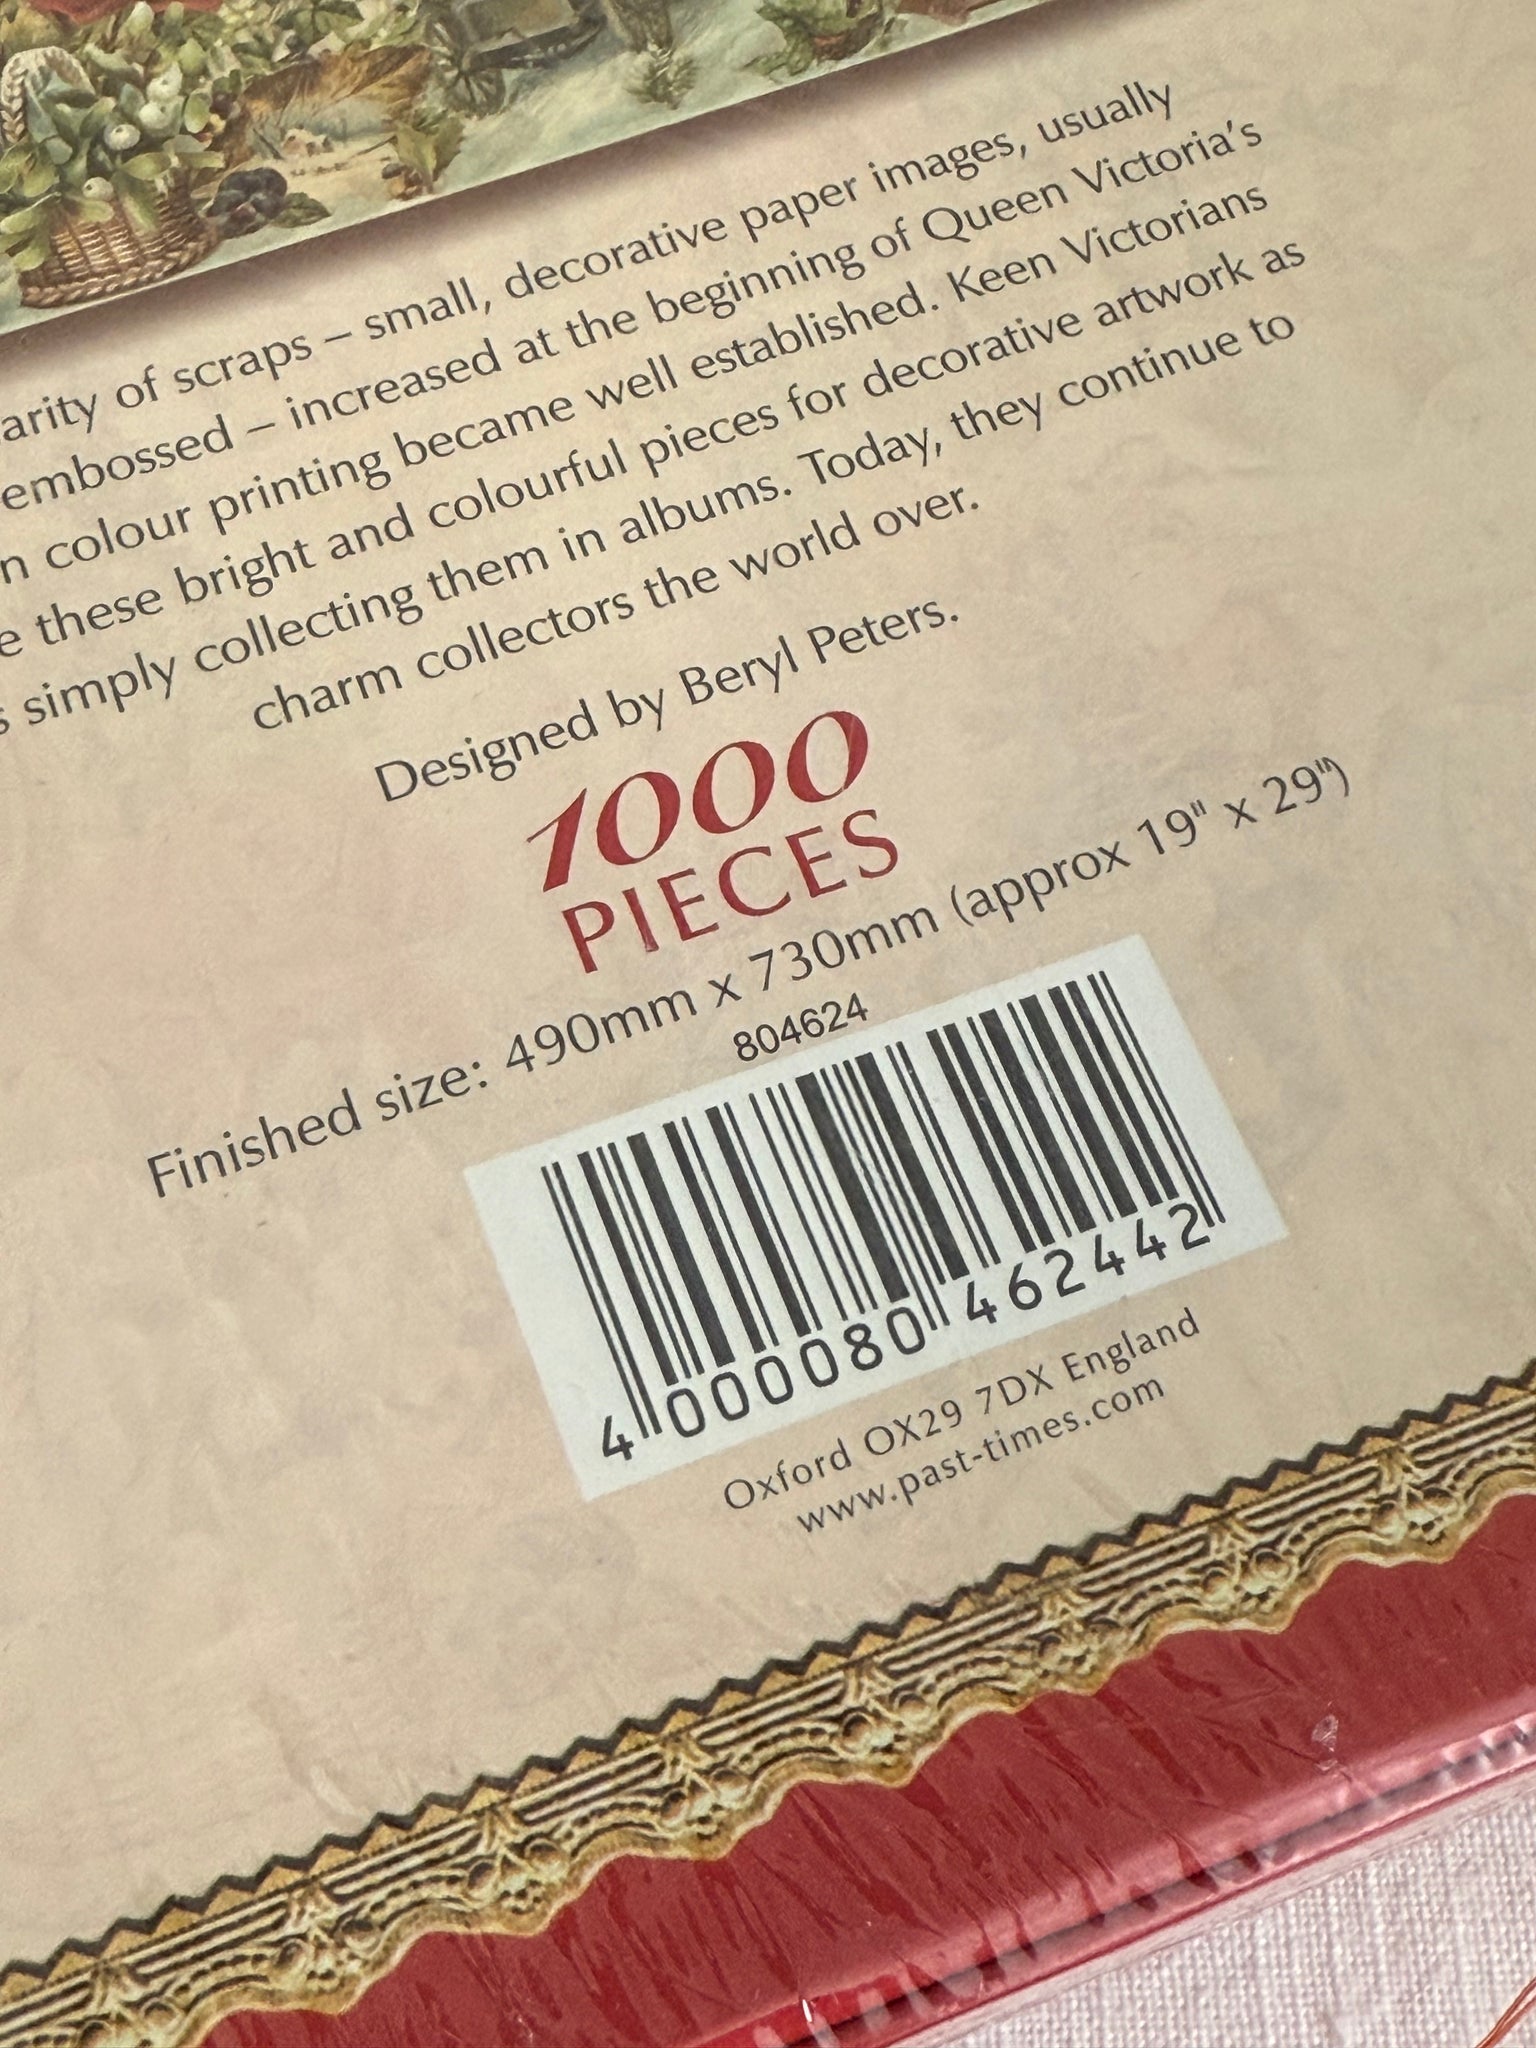 arity of scraps – small, decorative paper images, usually
embossed – increased at the beginning of Queen Victoria's
n colour printing became well established. Keen Victorians
e these bright and colourful pieces for decorative artwork as
s simply collecting them in albums. Today, they continue to
charm collectors the world over.
Designed by Beryl Peters.
1000
PIECES
Finished size: 490mm x 730mm (approx 19" x 29")
804624
4 000080 462442
Oxford OX29 7DX England
www.past-times.com